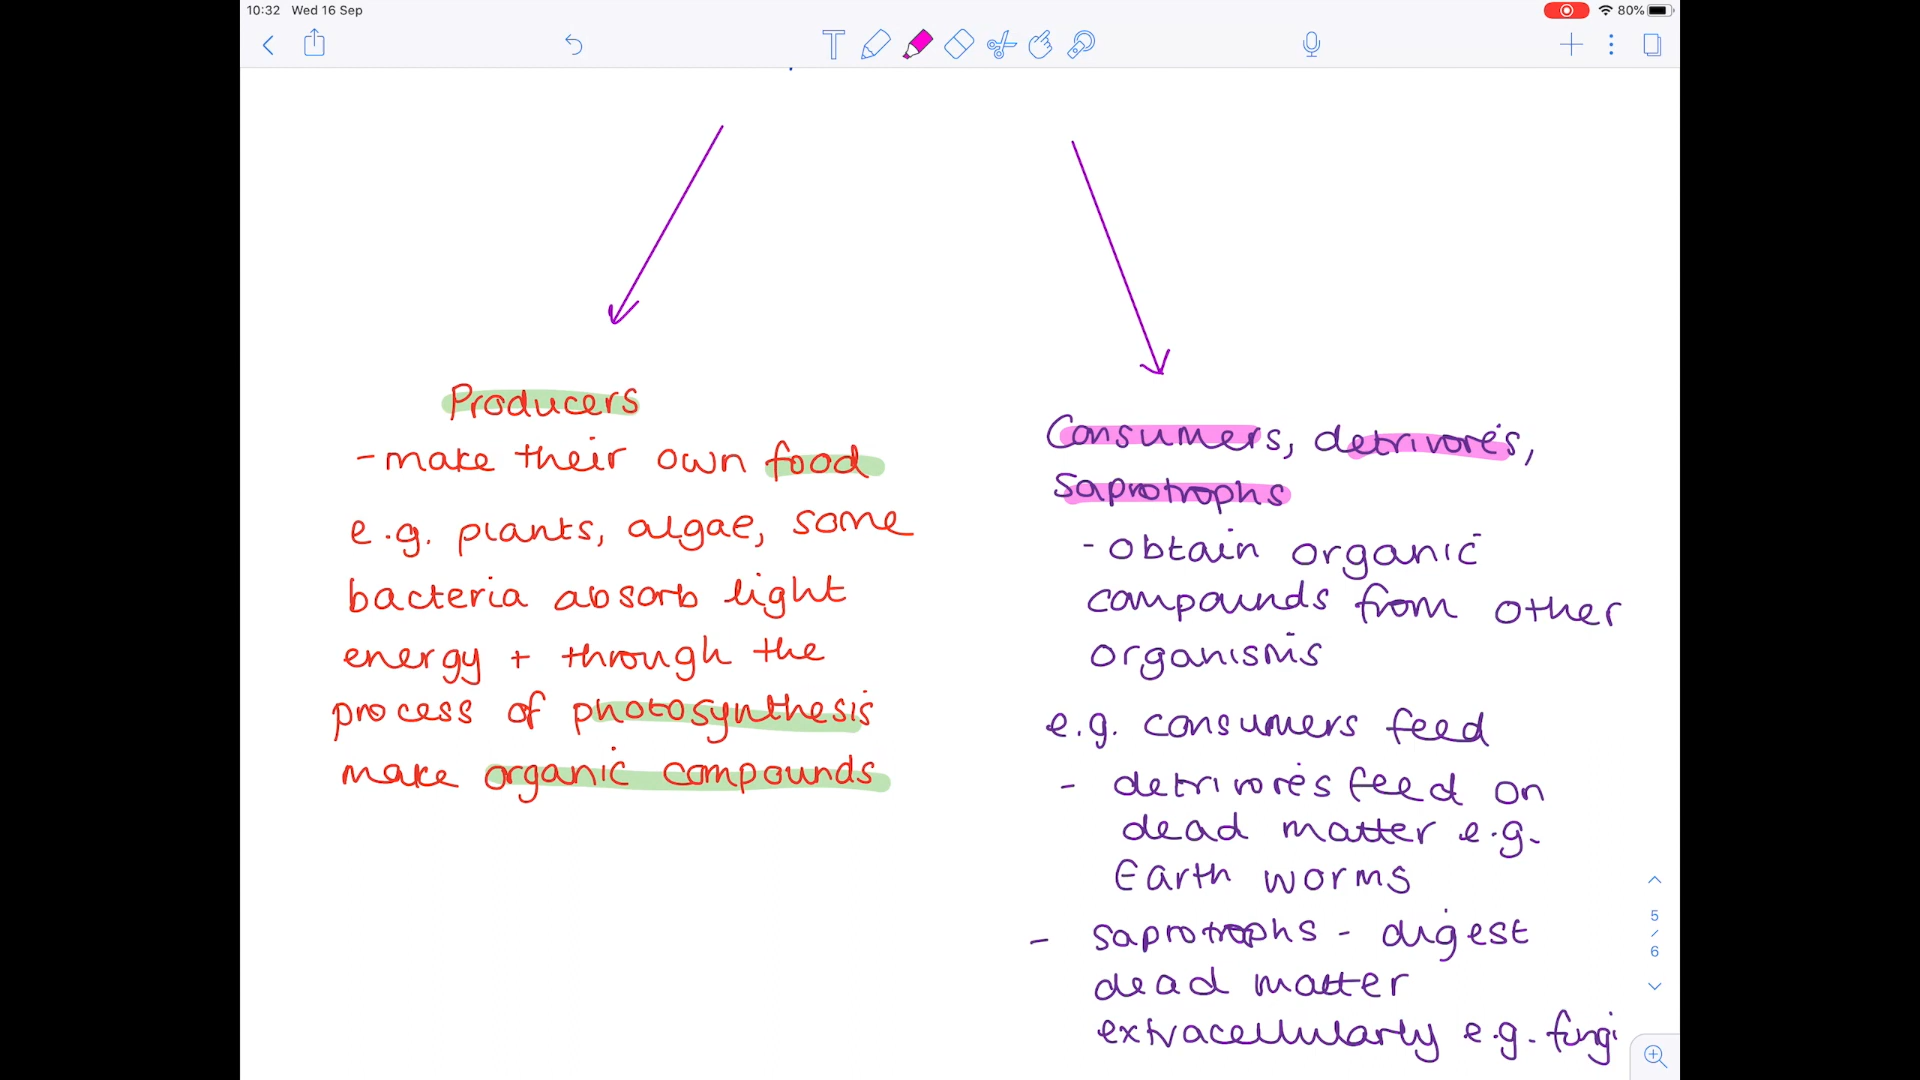 10:32 Wed 16 Sep
80%
Producers
- make their own food
e.g. plants, algae, some
bacteria absorb light
energy + through the
process of photosynthesis
make organic compounds
Consumers, detrivores,
Saprotrophs
- obtain organic
compounds from other
organisms
e.g. consumers feed
- detrivores feed on
dead matter e.g.
Earth worms
- saprotrophs - digest
dead matter
extracellularly e.g. fungi
5
/
6